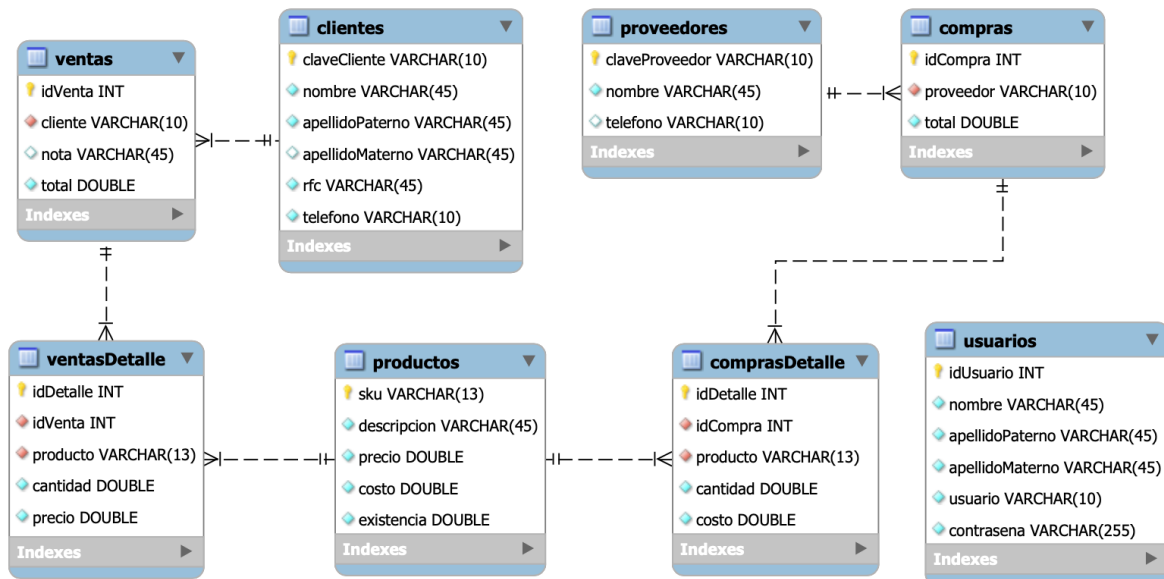 ventas
idVenta INT
cliente VARCHAR(10)
nota VARCHAR(45)
total DOUBLE
Indexes
clientes
claveCliente VARCHAR(10)
nombre VARCHAR(45)
apellidoPaterno VARCHAR(45)
apellidoMaterno VARCHAR(45)
rfc VARCHAR(45)
telefono VARCHAR(10)
Indexes
proveedores
claveProveedor VARCHAR(10)
nombre VARCHAR(45)
telefono VARCHAR(10)
Indexes
compras
idCompra INT
proveedor VARCHAR(10)
total DOUBLE
Indexes
ventasDetalle
idDetalle INT
idVenta INT
producto VARCHAR(13)
cantidad DOUBLE
precio DOUBLE
Indexes
productos
sku VARCHAR(13)
descripcion VARCHAR(45)
precio DOUBLE
costo DOUBLE
existencia DOUBLE
Indexes
comprasDetalle
idDetalle INT
idCompra INT
producto VARCHAR(13)
cantidad DOUBLE
costo DOUBLE
Indexes
usuarios
idUsuario INT
nombre VARCHAR(45)
apellidoPaterno VARCHAR(45)
apellidoMaterno VARCHAR(45)
usuario VARCHAR(10)
contrasena VARCHAR(255)
Indexes